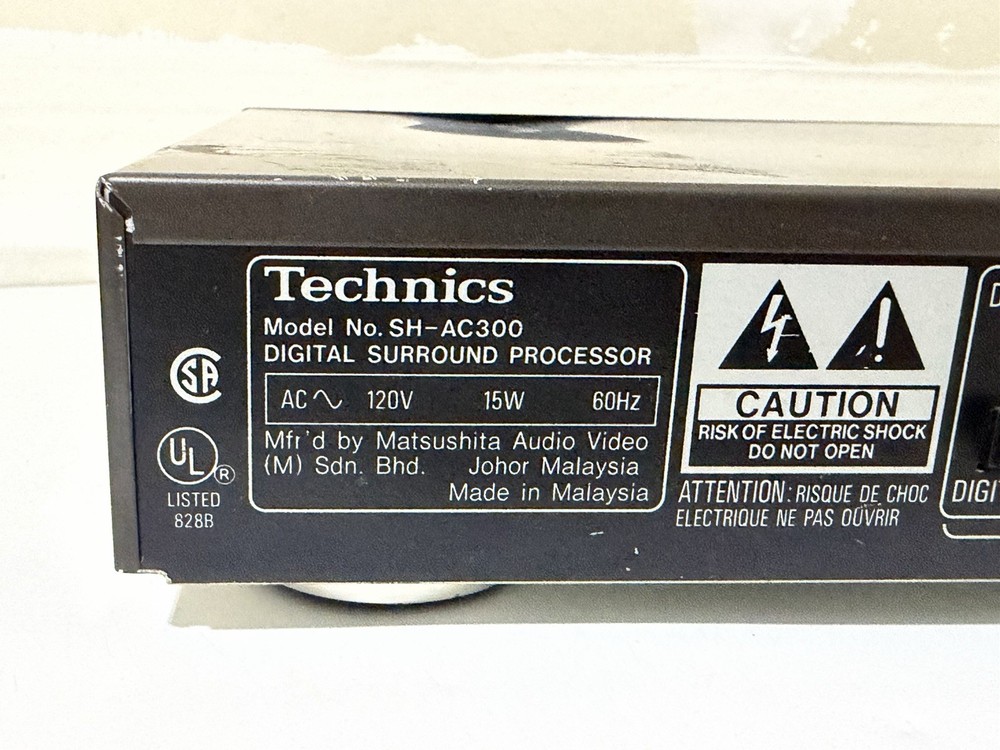 Technics
Model No. SH-AC300
DIGITAL SURROUND PROCESSOR
AC 120V 15W 60Hz
Mfr'd by Matsushita Audio Video
(M) Sdn. Bhd. Johor Malaysia
Made in Malaysia
SA
UL
R
LISTED
828B
CAUTION
RISK OF ELECTRIC SHOCK
DO NOT OPEN
ATTENTION: RISQUE DE CHOC
ELECTRIQUE NE PAS OUVRIR
D
DIGI